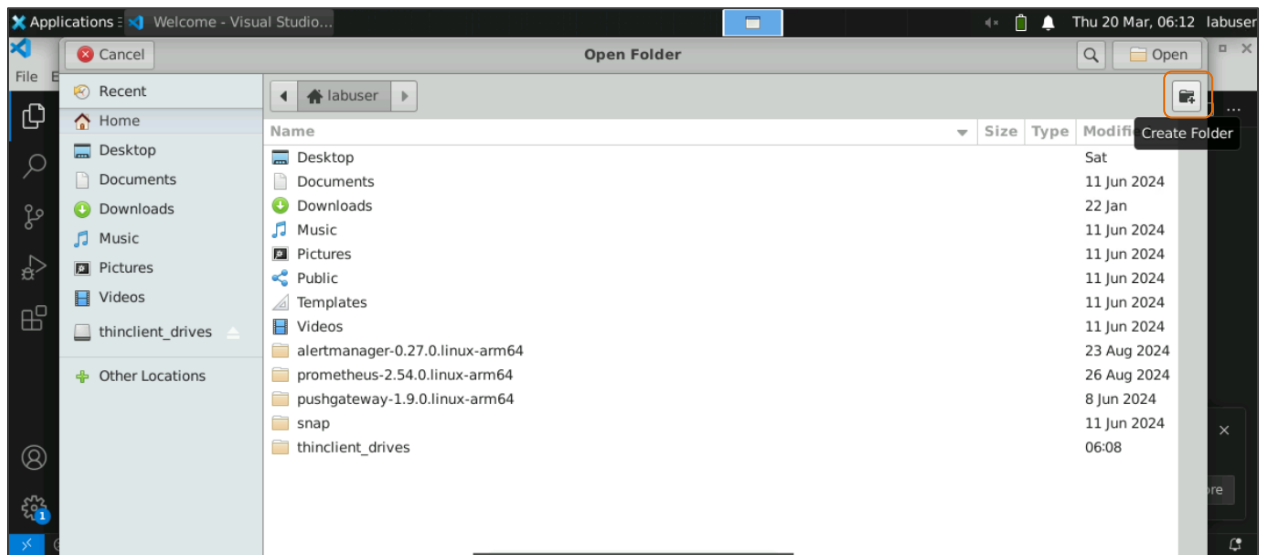 Applications Welcome - Visual Studio... Thu 20 Mar, 06:12 labuser
Cancel Open Folder Open
File
Recent
labuser
Home
Name Size Type
Create Folder
Desktop
Documents
Downloads
Music
Pictures
Videos
thinclient_drives
Other Locations
Desktop Sat
Documents 11 Jun 2024
Downloads 22 Jan
Music 11 Jun 2024
Pictures 11 Jun 2024
Public 11 Jun 2024
Templates 11 Jun 2024
Videos 11 Jun 2024
alertmanager-0.27.0.linux-arm64 23 Aug 2024
prometheus-2.54.0.linux-arm64 26 Aug 2024
pushgateway-1.9.0.linux-arm64 8 Jun 2024
snap 11 Jun 2024
thinclient_drives 06:08
1